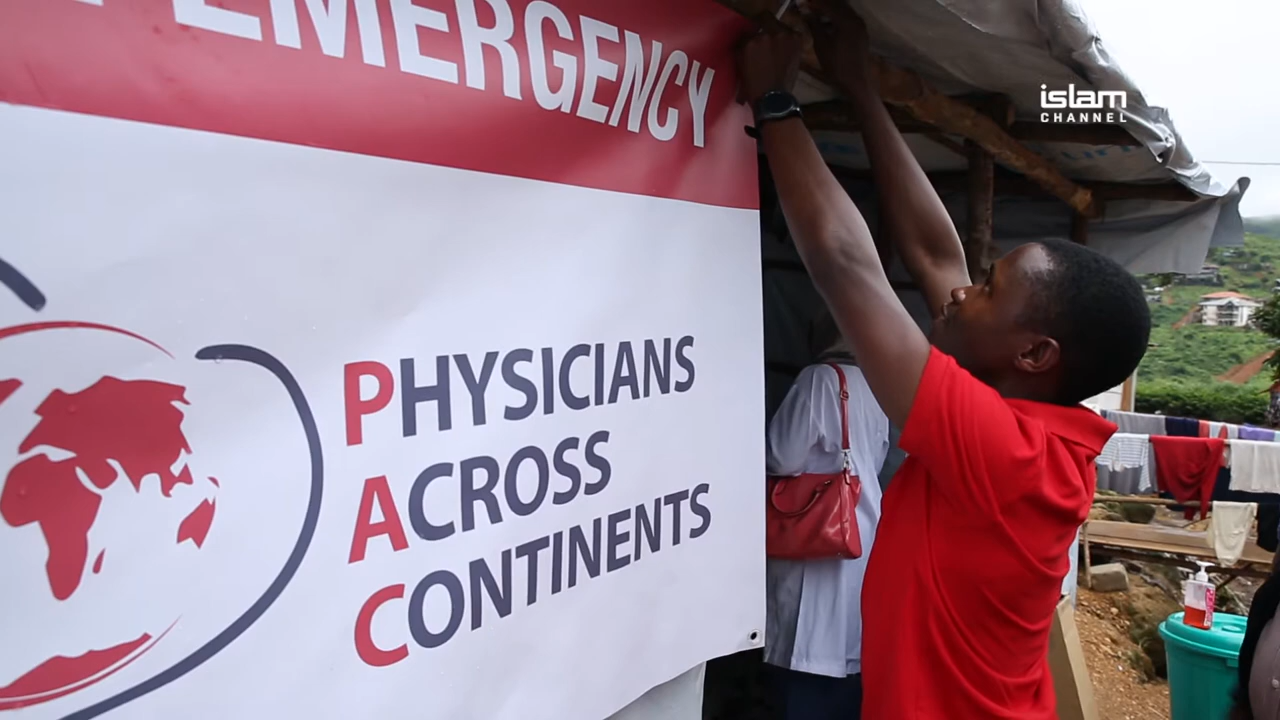 EMERGENCY
islam
CHANNEL
PHYSICIANS
ACROSS
CONTINENTS